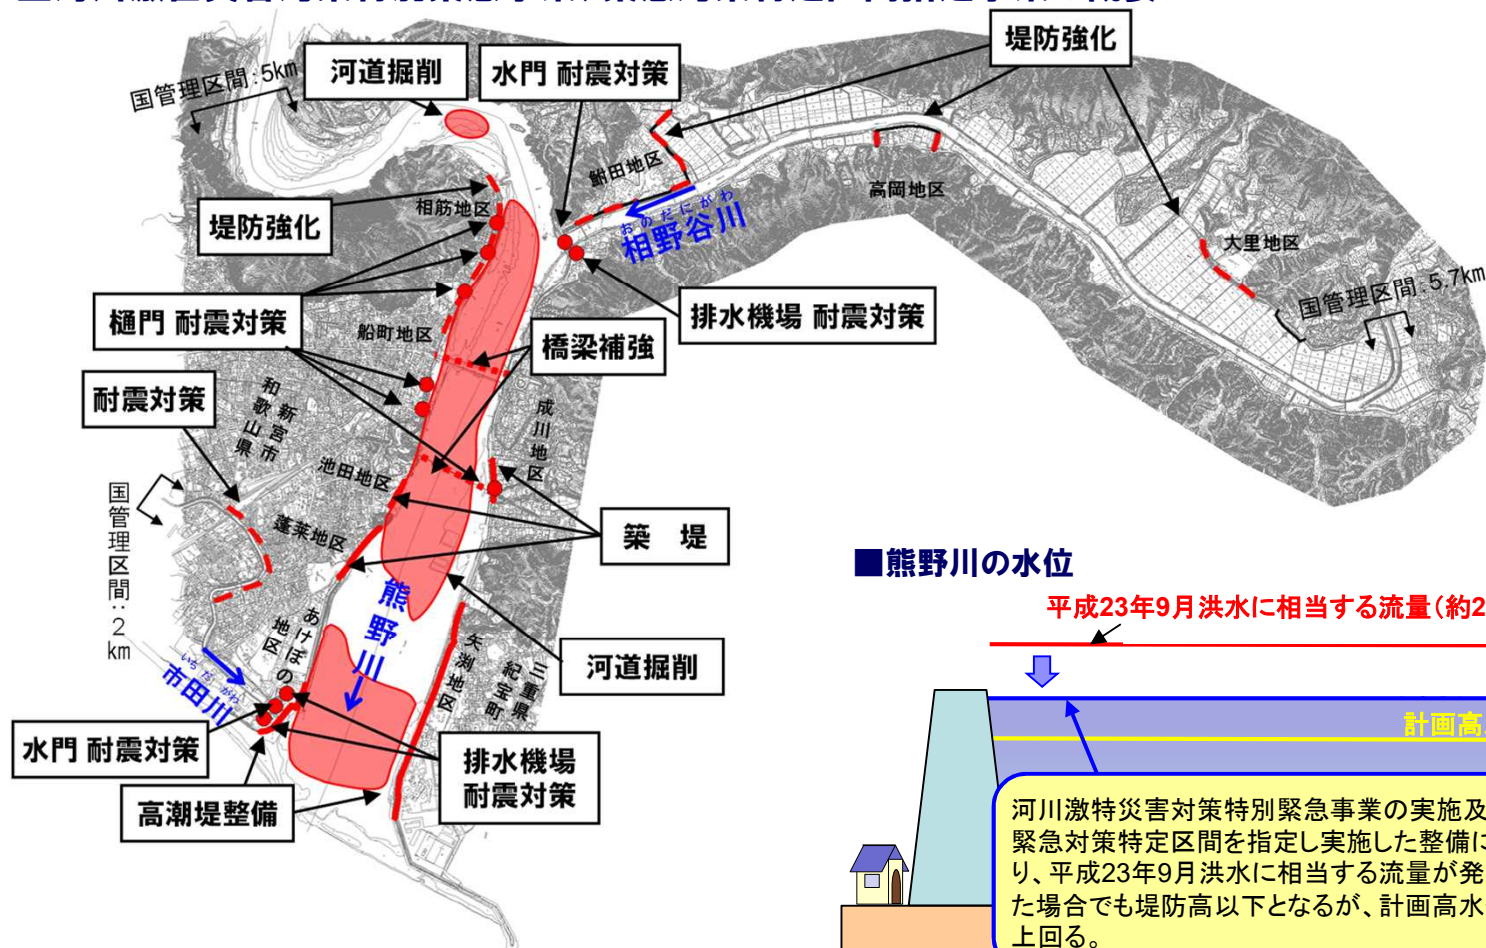 国管理区間：5km
河道掘削
水門 耐震対策
堤防強化
鮒田地区
高岡地区
相筋地区
堤防強化
おのだにがわ
相野谷川
大里地区
国管理区間：5.7km
樋門 耐震対策
船町地区
橋梁補強
排水機場 耐震対策
耐震対策
和歌山県
新宮市
成川地区
池田地区
国管理区間：２km
蓬莱地区
築　堤
熊野川
あけぼの
地区
矢渕地区
紀宝町
三重県
河道掘削
いちだがわ
市田川
水門 耐震対策
排水機場
耐震対策
高潮堤整備
■熊野川の水位
平成23年9月洪水に相当する流量（約2
計画高
河川激特災害対策特別緊急事業の実施及
緊急対策特定区間を指定し実施した整備に
り、平成23年9月洪水に相当する流量が発
た場合でも堤防高以下となるが、計画高水
上回る。